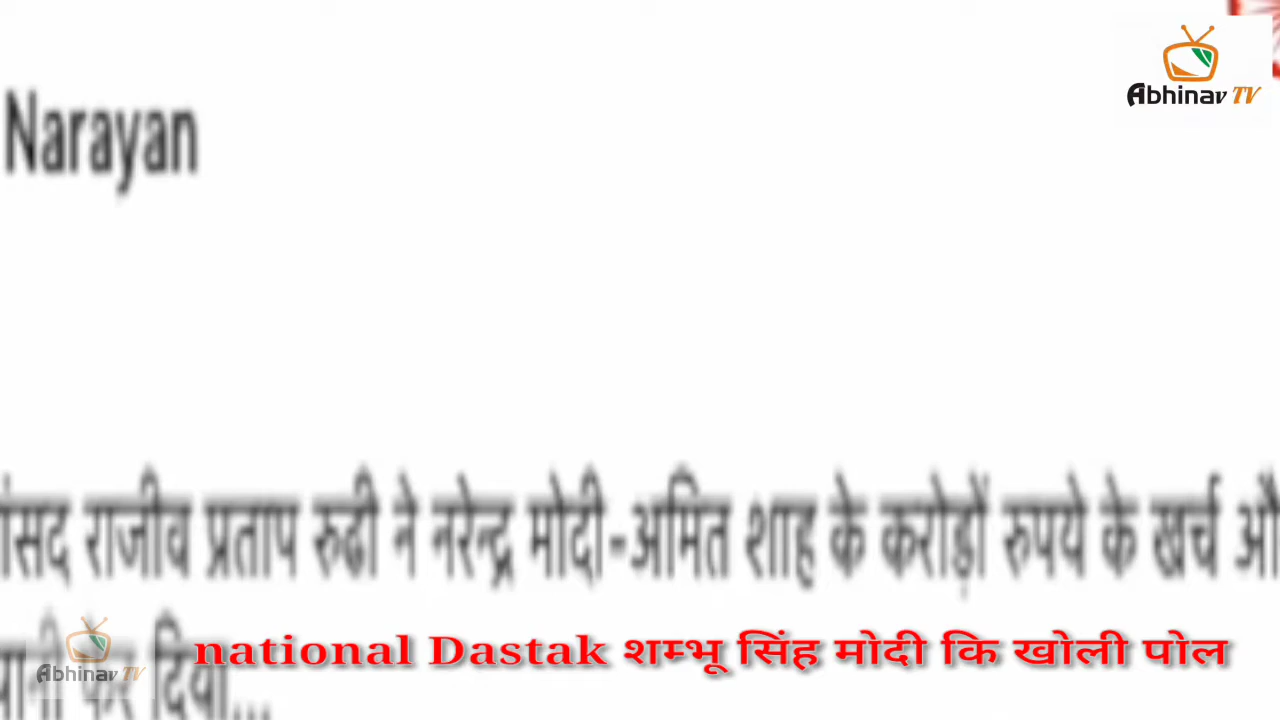 Abhinav TV
Narayan
सांसद राजीव प्रताप रुढी ने नरेन्द्र मोदी-अमित शाह के करोड़ों रुपये के खर्च औ
national Dastak शम्भू सिंह मोदी कि खोली पोल
Abhinav TV
दिया...